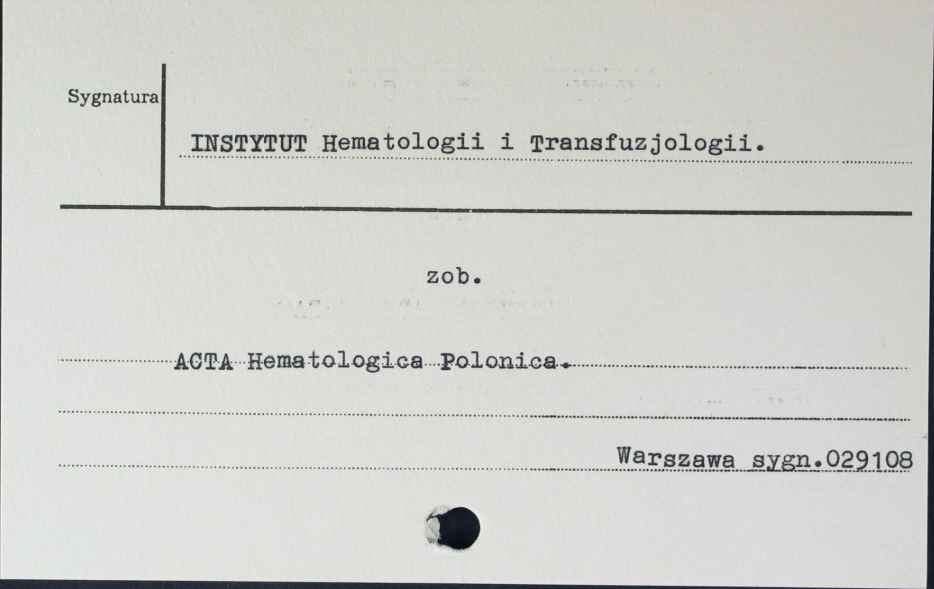 Sygnatura
INSTYTUT Hematologii i Transfuzjologii.
zob.
ACTA Hematologica Polonica.
Warszawa sygn.029108